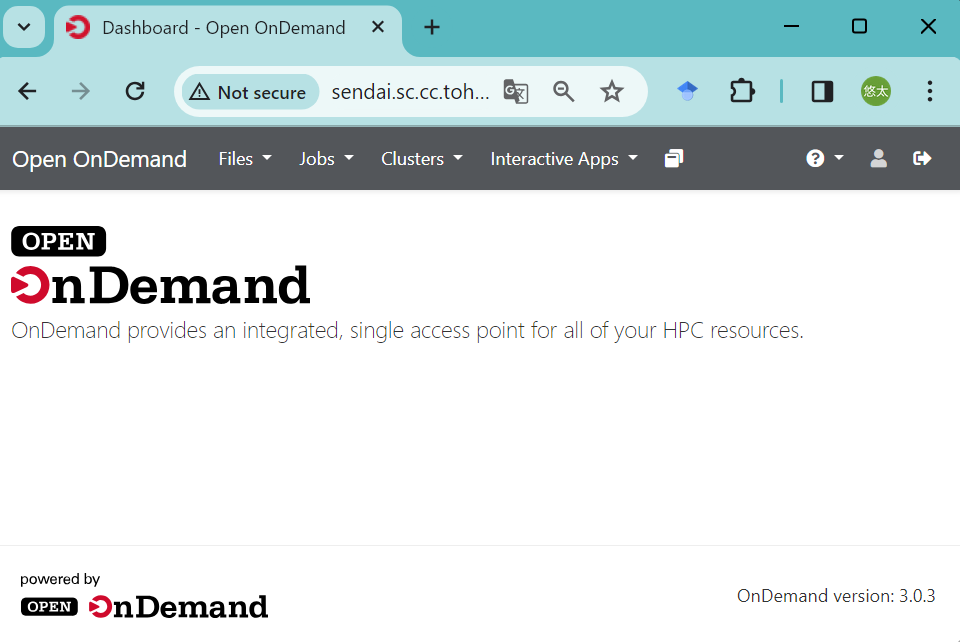 Dashboard - Open OnDemand
Not secure
sendai.sc.cc.toh...
悠太
Open OnDemand
Files
Jobs
Clusters
Interactive Apps
OPEN
OnDemand
OnDemand provides an integrated, single access point for all of your HPC resources.
powered by
OPEN OnDemand
OnDemand version: 3.0.3